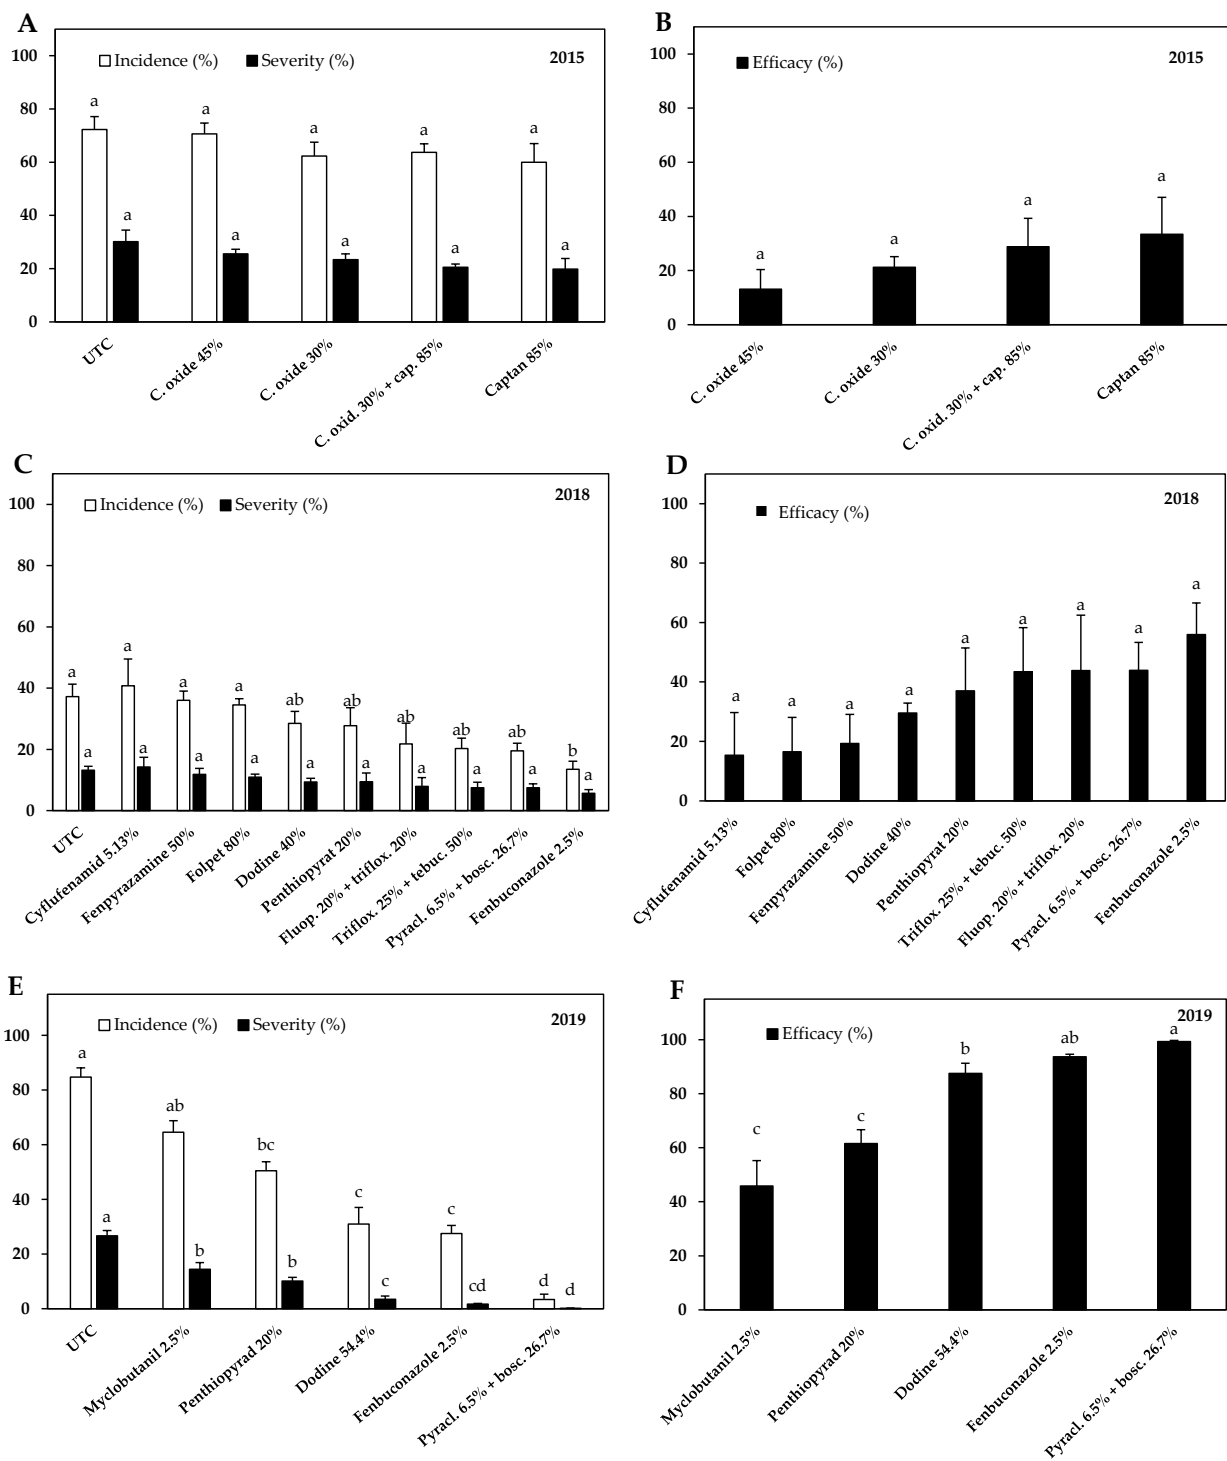 A
Incidence (%) Severity (%) 2015
100
80
60
40
20
0
a a a a a
a a a a a
UTC
C. oxide 45%
C. oxide 30%
C. oxid. 30% + cap. 85%
Captan 85%
B
Efficacy (%) 2015
100
80
60
40
20
0
a a a a
C. oxide 45%
C. oxide 30%
C. oxid. 30% + cap. 85%
Captan 85%
C
Incidence (%) Severity (%) 2018
100
80
60
40
20
0
a a a a ab ab ab ab ab b
a a a a a a a a a a
UTC
Cyflufenamid 5.13%
Fenpyrazamine 50%
Folpet 80%
Dodine 40%
Penthiopyrat 20%
Fluop. 20% + triflox. 20%
Triflox. 25% + tebuc. 50%
Pyracl. 6.5% + bosc. 26.7%
Fenbuconazole 2.5%
D
Efficacy (%) 2018
100
80
60
40
20
0
a a a a a a a a a
Cyflufenamid 5.13%
Folpet 80%
Fenpyrazamine 50%
Dodine 40%
Penthiopyrat 20%
Triflox. 25% + tebuc. 50%
Fluop. 20% + triflox. 20%
Pyracl. 6.5% + bosc. 26.7%
Fenbuconazole 2.5%
E
Incidence (%) Severity (%) 2019
100
80
60
40
20
0
a ab bc c c d
a b b c cd d
UTC
Myclobutanil 2.5%
Penthiopyrad 20%
Dodine 54.4%
Fenbuconazole 2.5%
Pyracl. 6.5% + bosc. 26.7%
F
Efficacy (%) 2019
100
80
60
40
20
0
c c b ab a
Myclobutanil 2.5%
Penthiopyrad 20%
Dodine 54.4%
Fenbuconazole 2.5%
Pyracl. 6.5% + bosc. 26.7%